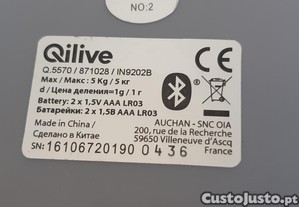 NO:2
Qilive
Q.5570 / 871028 / IN9202B
Max / Макс : 5 Kg / 5 кг
d / Цена деления=1g / 1 г
Battery: 2 x 1,5V AAA LR03
Батарейки: 2 x 1,5В AAA LR03
Made in China /
Сделано в Китае
AUCHAN - SNC OIA
200, rue de la Recherche
59650 Villeneuve d'Ascq
France
SN: 16106720190 0436
CustoJusto.pt